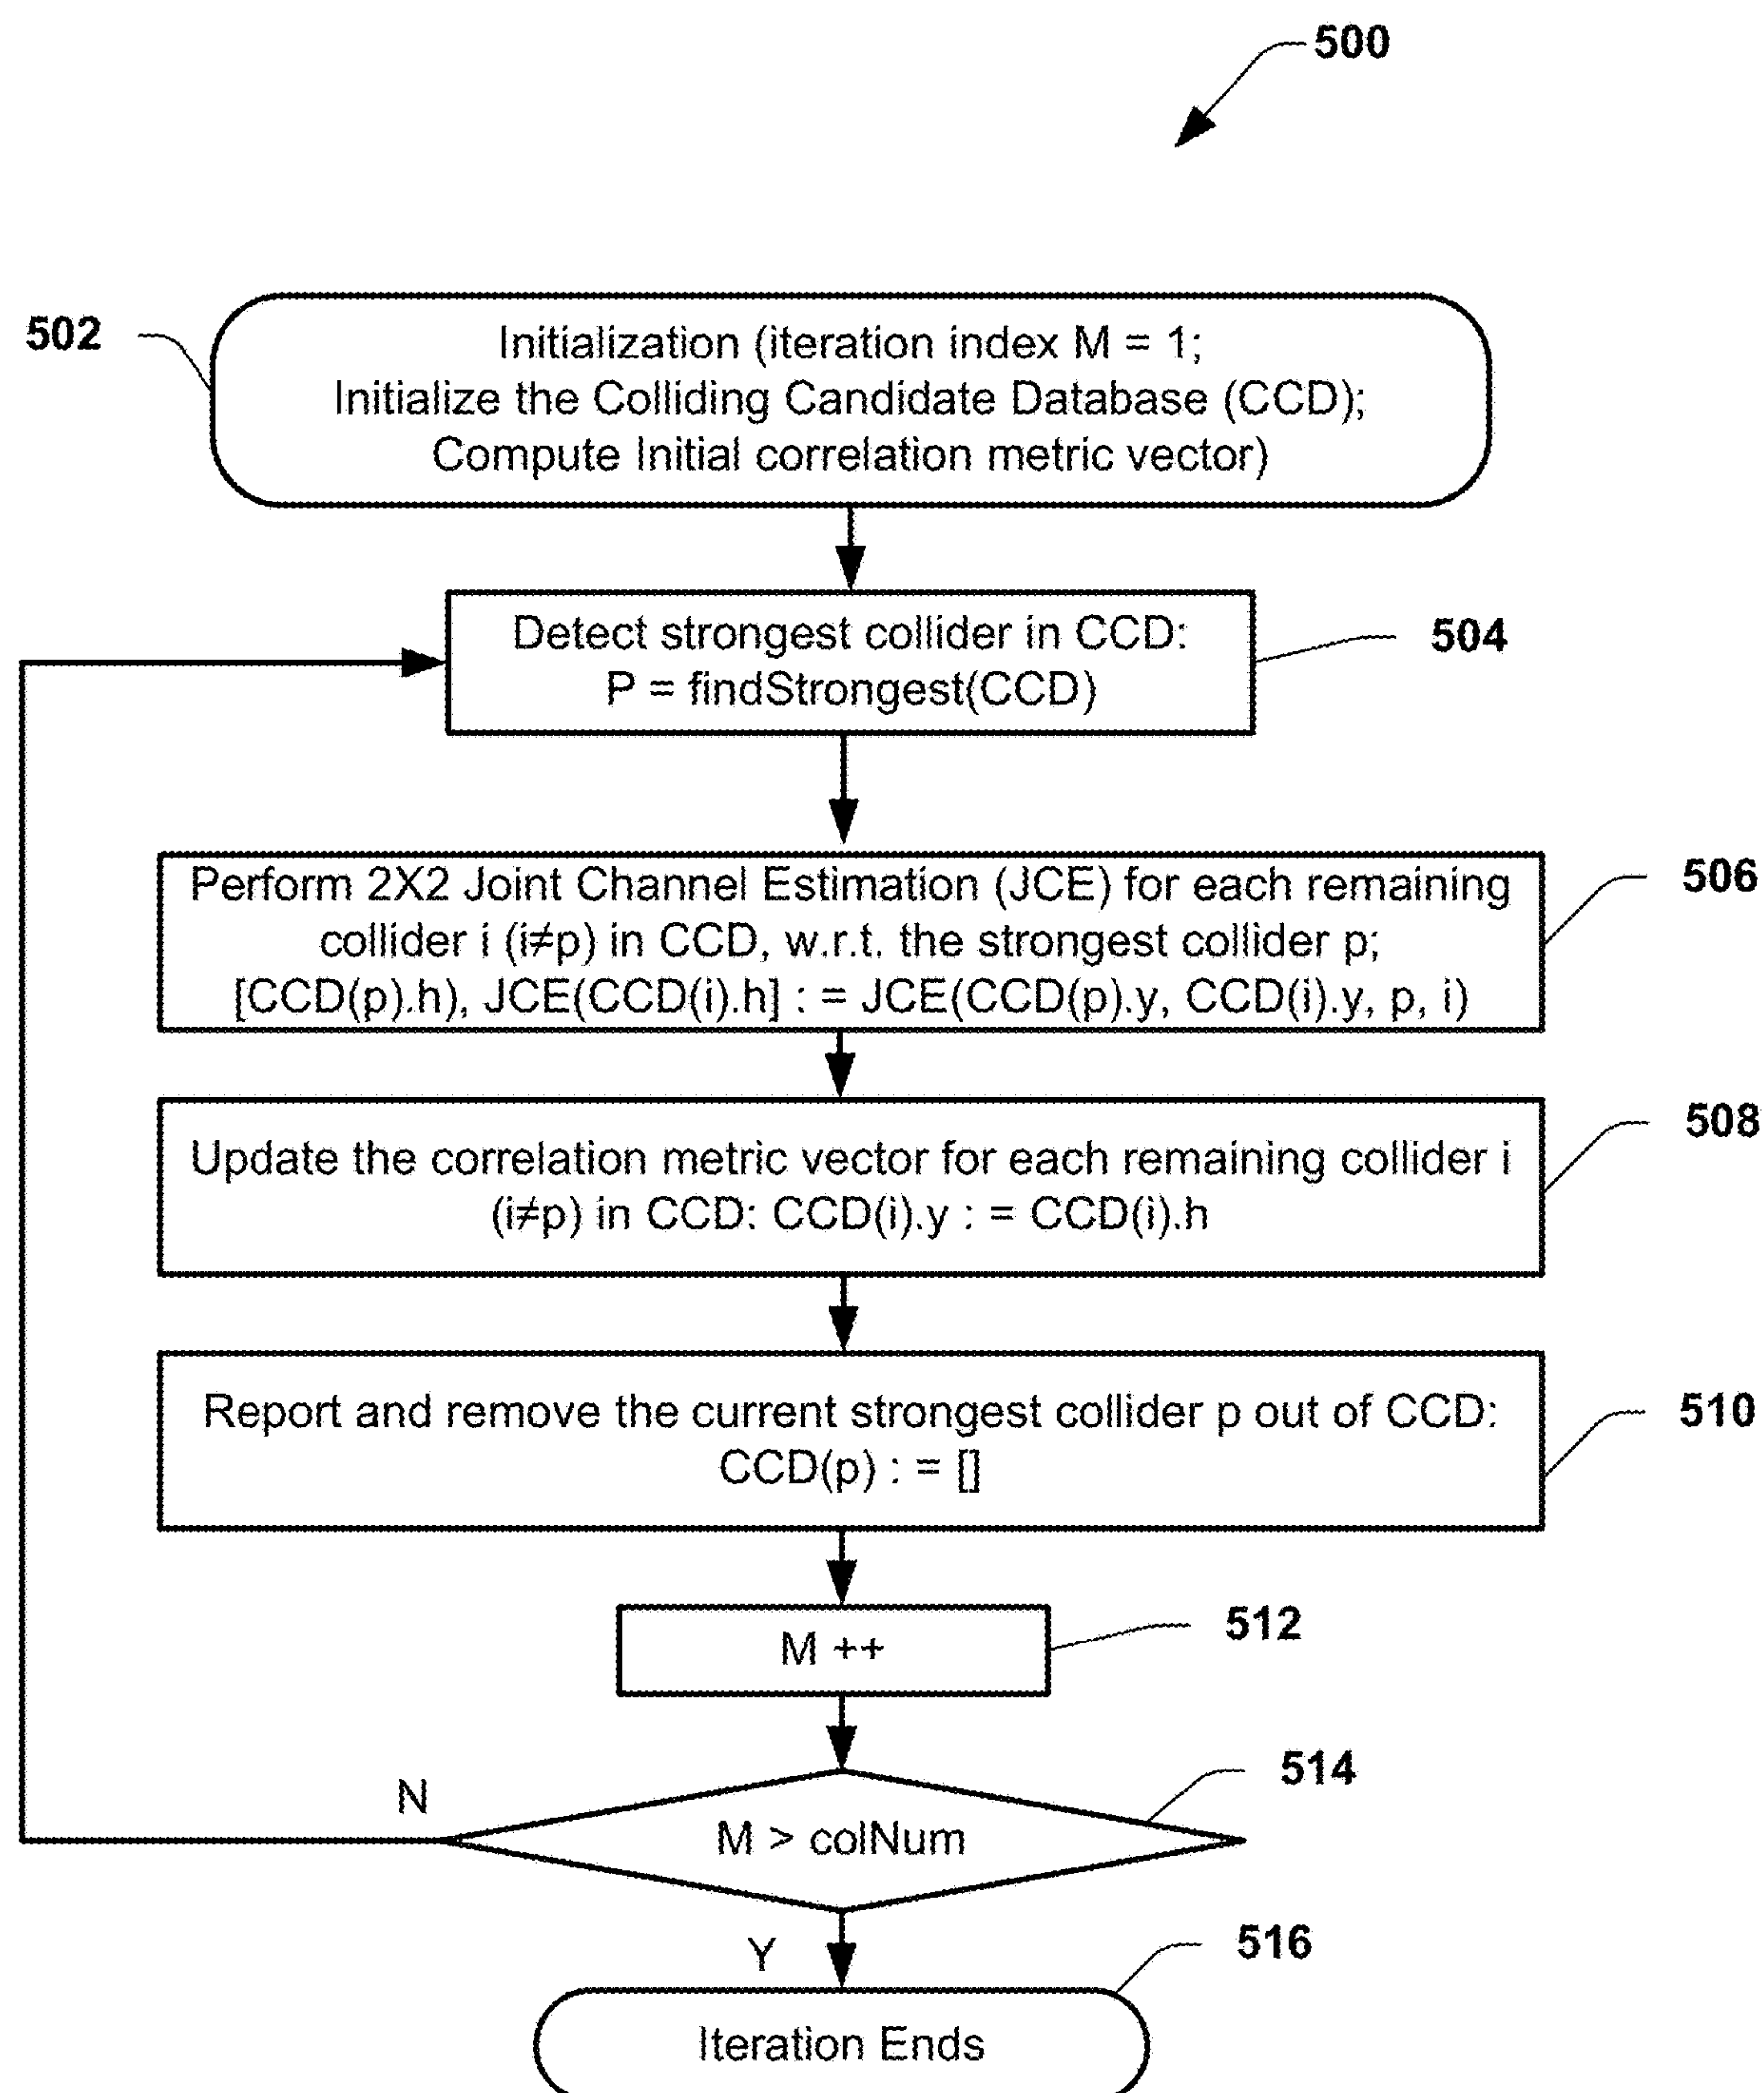 500
502
Initialization (iteration index M = 1;
Initialize the Colliding Candidate Database (CCD);
Compute Initial correlation metric vector)
Detect strongest collider in CCD:
P = findStrongest(CCD)
504
Perform 2X2 Joint Channel Estimation (JCE) for each remaining
collider i (i≠p) in CCD, w.r.t. the strongest collider p;
[CCD(p).h), JCE(CCD(i).h] : = JCE(CCD(p).y, CCD(i).y, p, i)
506
Update the correlation metric vector for each remaining collider i
(i≠p) in CCD: CCD(i).y : = CCD(i).h
508
Report and remove the current strongest collider p out of CCD:
CCD(p) : = []
510
M ++
512
N
M > colNum
514
Y
516
Iteration Ends